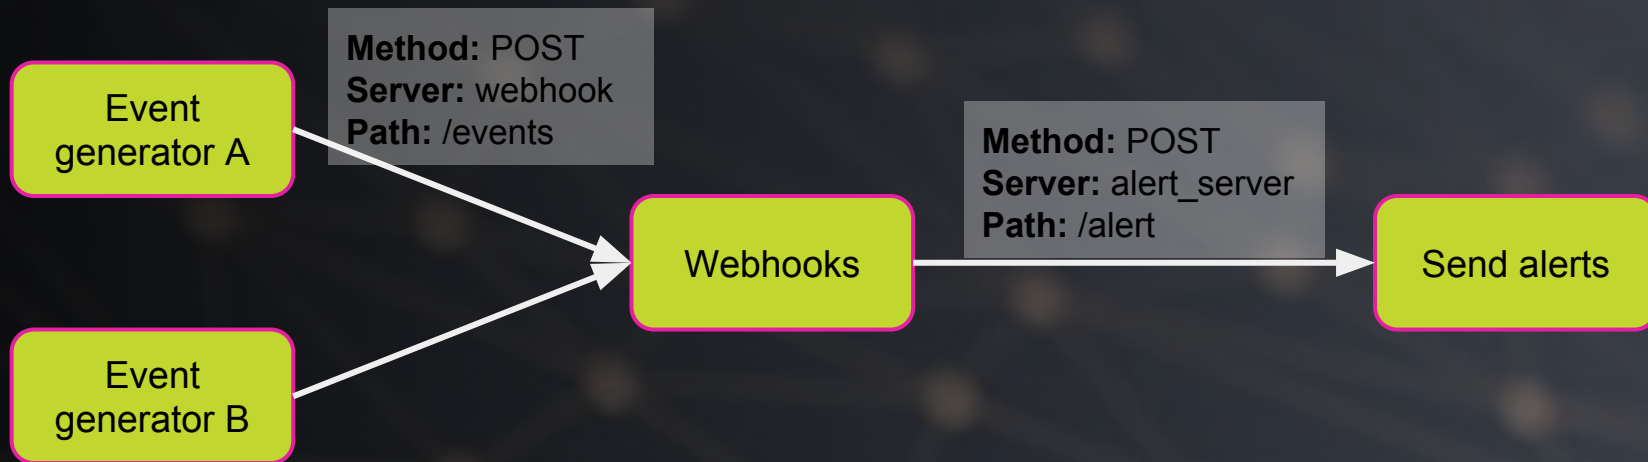 Event
generator A
Method: POST
Server: webhook
Path: /events
Webhooks
Method: POST
Server: alert_server
Path: /alert
Send alerts
Event
generator B